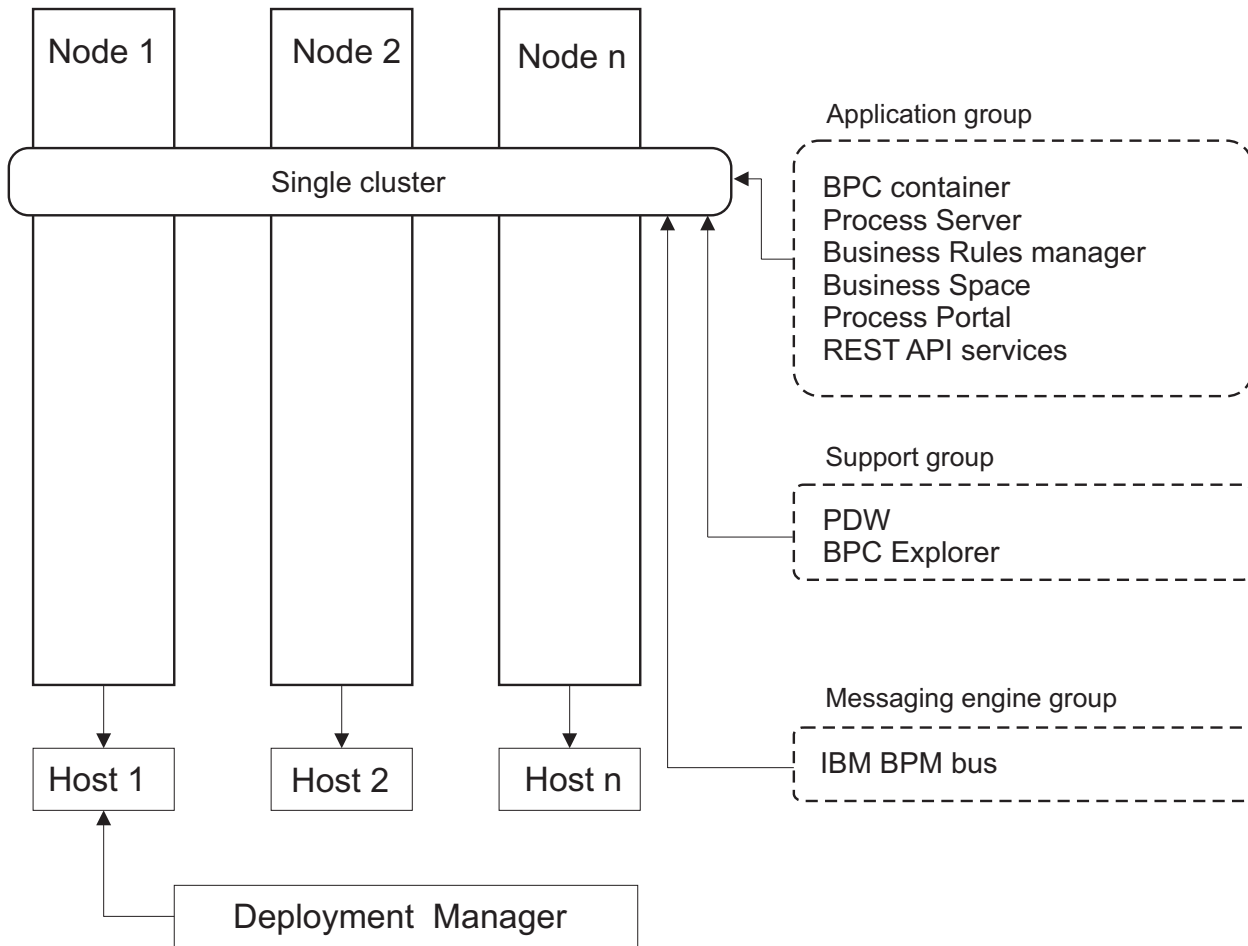 Node 1
Node 2
Node n
Single cluster
Application group
BPC container
Process Server
Business Rules manager
Business Space
Process Portal
REST API services
Support group
PDW
BPC Explorer
Messaging engine group
IBM BPM bus
Host 1
Host 2
Host n
Deployment Manager